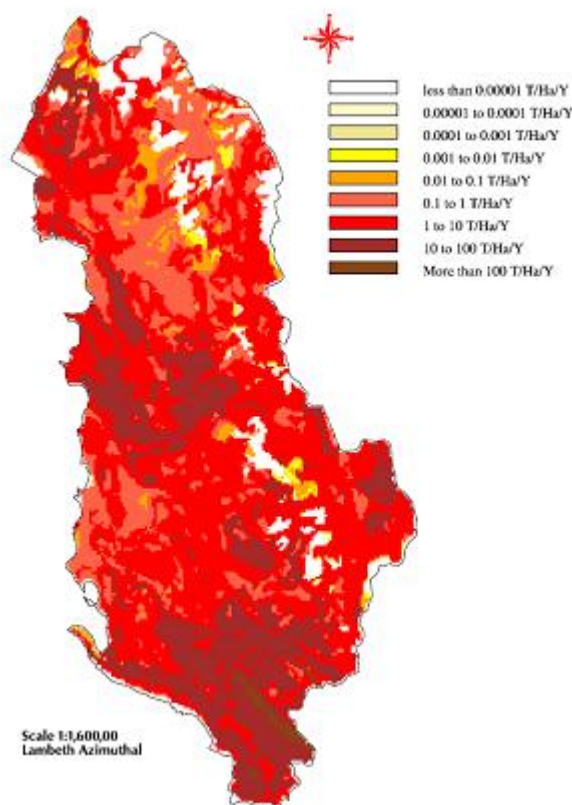 less than 0.00001 T/Ha/Y
0.00001 to 0.0001 T/Ha/Y
0.0001 to 0.001 T/Ha/Y
0.001 to 0.01 T/Ha/Y
0.01 to 0.1 T/Ha/Y
0.1 to 1 T/Ha/Y
1 to 10 T/Ha/Y
10 to 100 T/Ha/Y
More than 100 T/Ha/Y
Scale 1:1,600,00
Lambeth Azimuthal